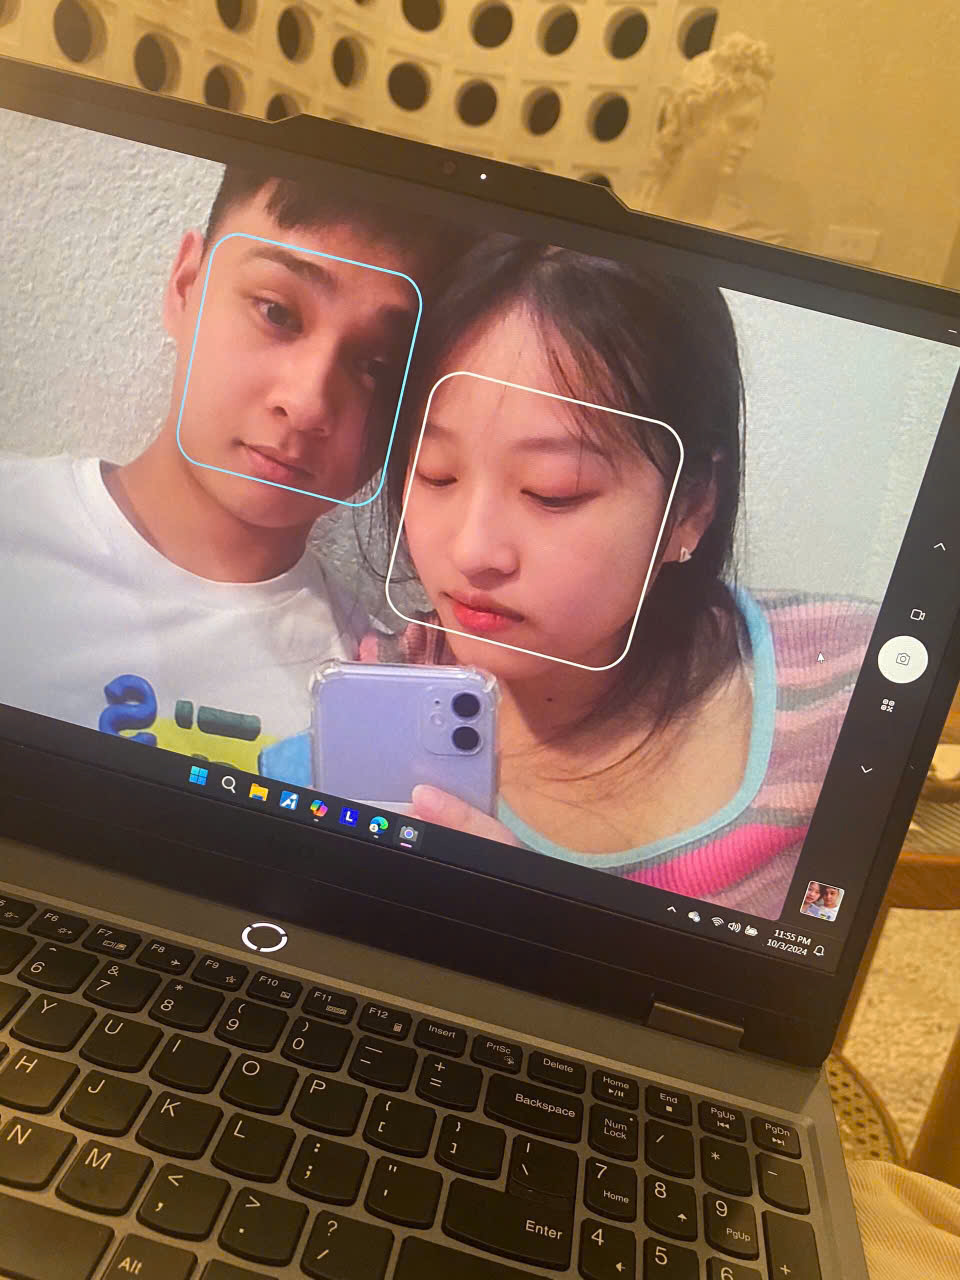 L
11:55 PM
10/3/2024
F6
F7
F8
F9
F10
F11
F12
Insert
PrtSc
Delete
Home
End
PgUp
PgDn
^
6
&
7
*
8
(
9
)
0
—
-
+
=
Backspace
Num
Lock
/
*
-
Y
U
I
O
P
{
[
}
]
|
\
7
Home
8
9
PgUp
H
J
K
L
:
;
"
'
Enter
4
5
6
+
N
M
<
,
>
.
?
/
Alt